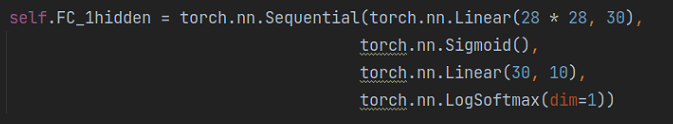 self.FC_1hidden = torch.nn.Sequential(torch.nn.Linear(28 * 28, 30),
torch.nn.Sigmoid(),
torch.nn.Linear(30, 10),
torch.nn.LogSoftmax(dim=1))